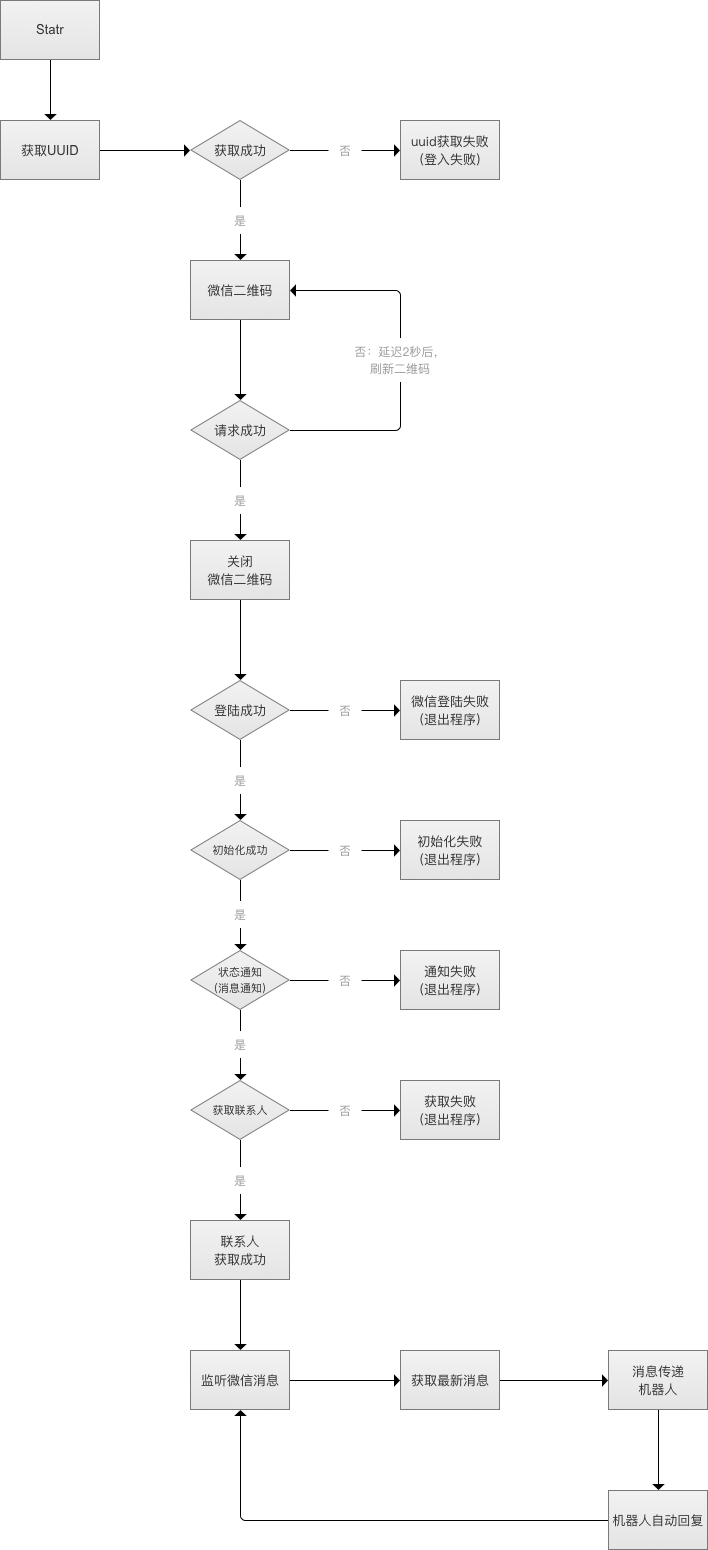 Statr
获取UUID
获取成功
否
uuid获取失败
(登入失败)
是
微信二维码
否：延迟2秒后，
刷新二维码
请求成功
是
关闭
微信二维码
登陆成功
否
微信登陆失败
(退出程序)
是
初始化成功
否
初始化失败
(退出程序)
是
状态通知
(消息通知)
否
通知失败
(退出程序)
是
获取联系人
否
获取失败
(退出程序)
是
联系人
获取成功
监听微信消息
获取最新消息
消息传递
机器人
机器人自动回复